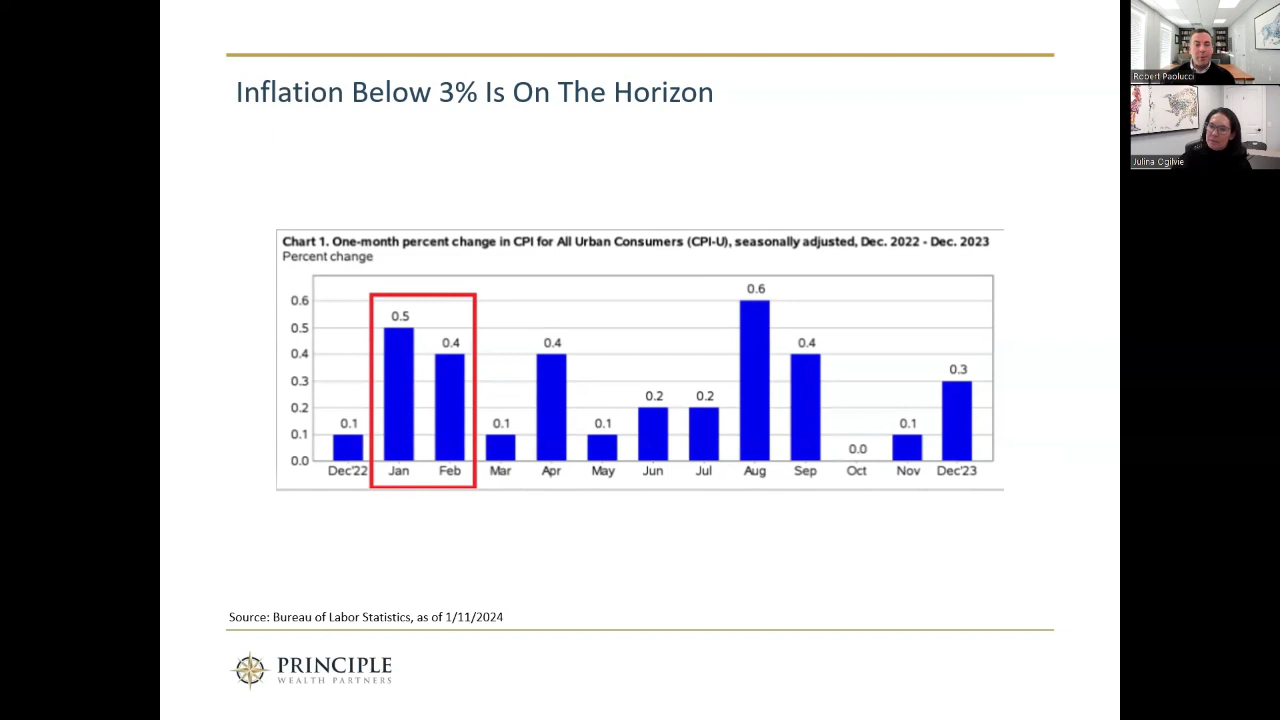 Inflation Below 3% Is On The Horizon
Chart 1. One-month percent change in CPI for All Urban Consumers (CPI-U), seasonally adjusted, Dec. 2022 - Dec. 2023
Percent change
0.6
0.5
0.4
0.3
0.2
0.1
0.0
0.1
0.5
0.4
0.1
0.4
0.1
0.2
0.2
0.6
0.4
0.0
0.1
0.3
Dec'22 Jan Feb Mar Apr May Jun Jul Aug Sep Oct Nov Dec'23
Source: Bureau of Labor Statistics, as of 1/11/2024
PRINCIPLE
WEALTH PARTNERS
Robert Paolucci
Julina Ogilvie